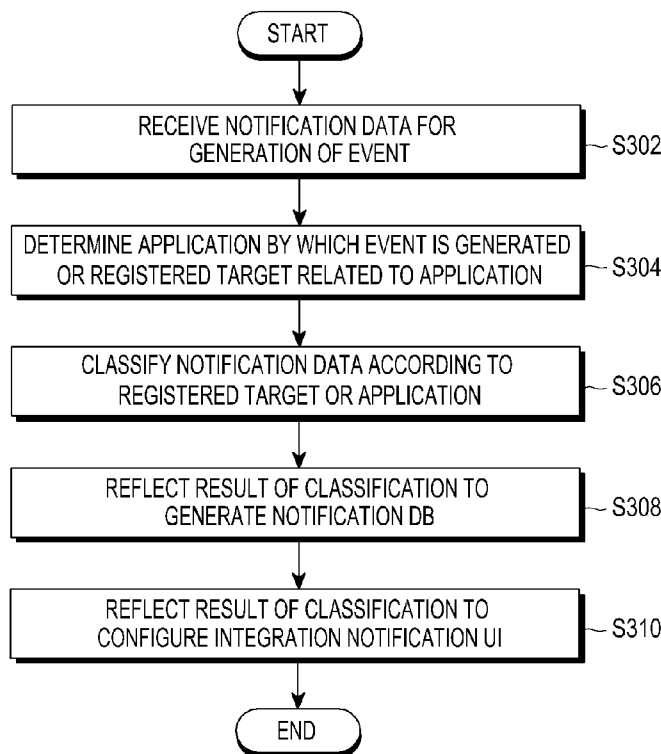 START
RECEIVE NOTIFICATION DATA FOR
GENERATION OF EVENT
S302
DETERMINE APPLICATION BY WHICH EVENT IS GENERATED
OR REGISTERED TARGET RELATED TO APPLICATION
S304
CLASSIFY NOTIFICATION DATA ACCORDING TO
REGISTERED TARGET OR APPLICATION
S306
REFLECT RESULT OF CLASSIFICATION TO
GENERATE NOTIFICATION DB
S308
REFLECT RESULT OF CLASSIFICATION TO
CONFIGURE INTEGRATION NOTIFICATION UI
S310
END